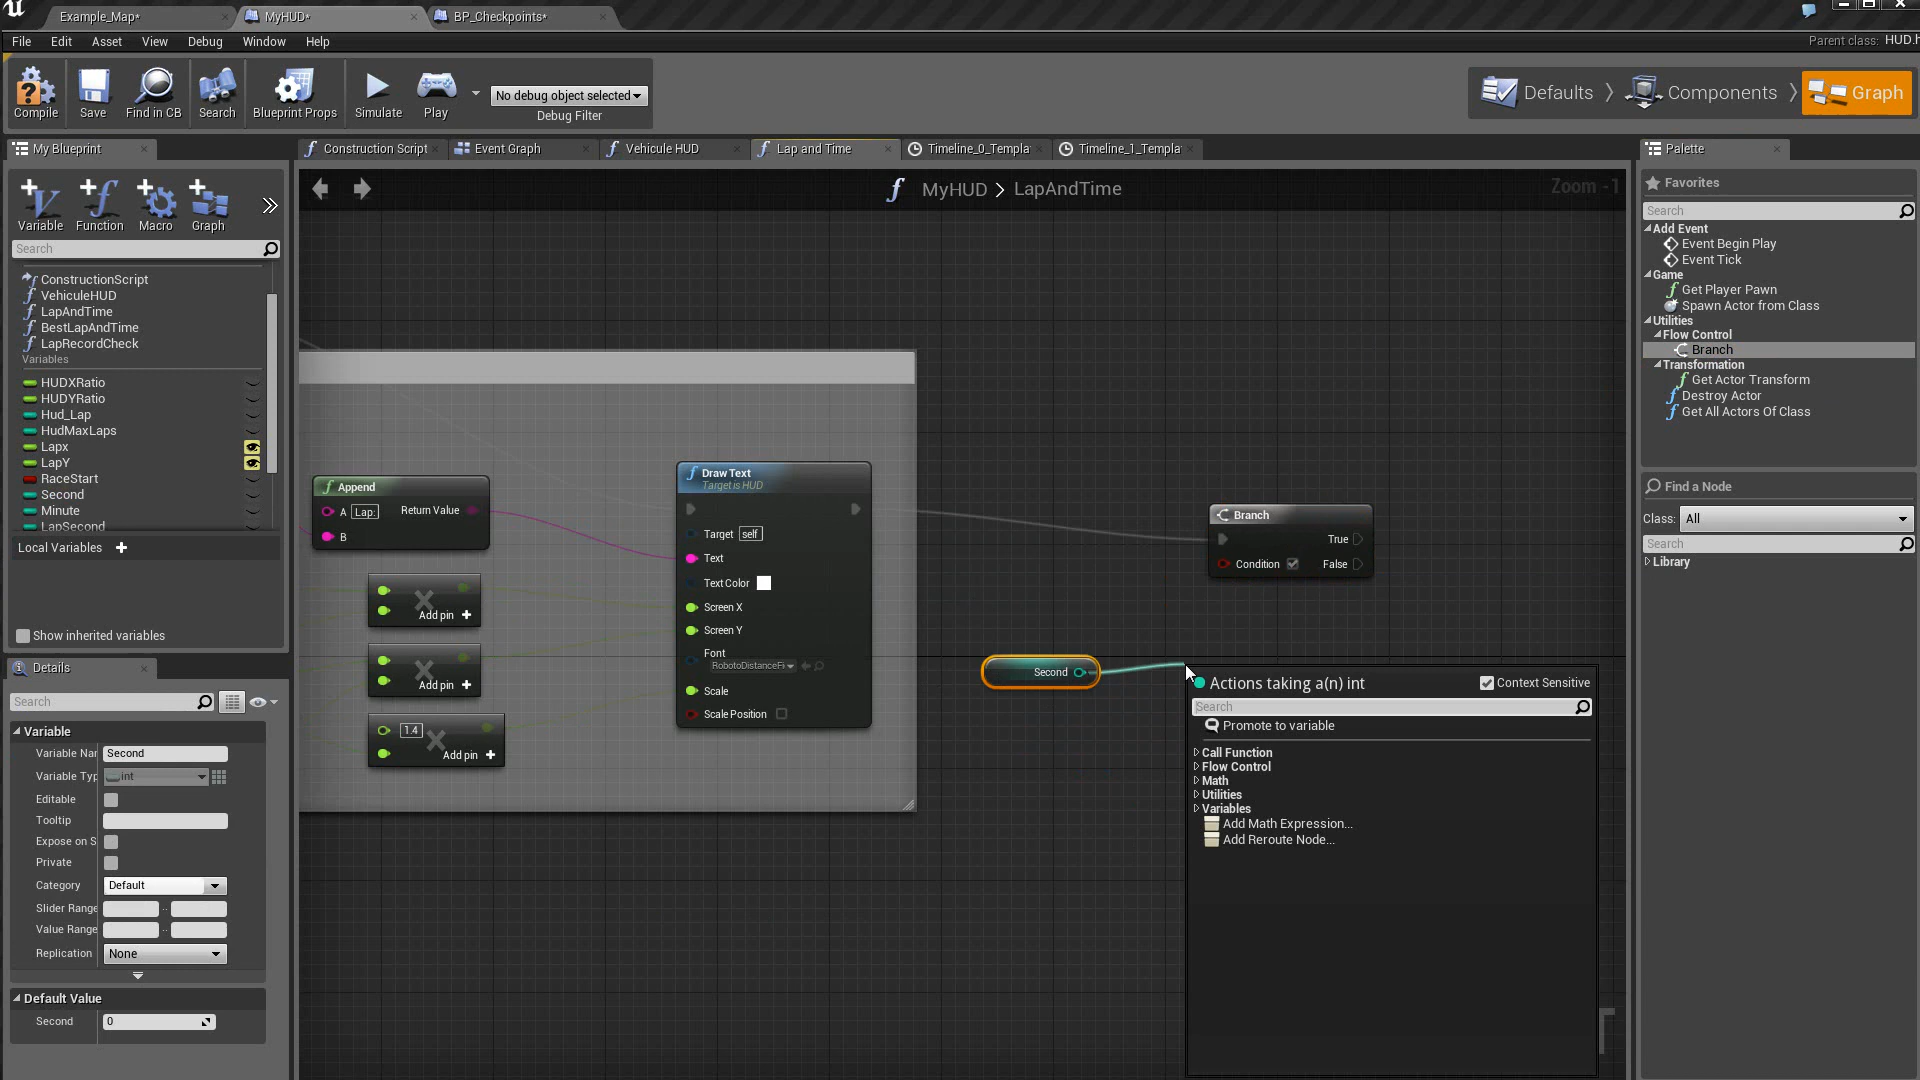 Example_Map*
MyHUD*
BP_Checkpoints*
File Edit Asset View Debug Window Help
Parent class: HUD.h
Compile
Save
Find in CB
Search
Blueprint Props
Simulate
Play
No debug object selected
Debug Filter
Defaults
Components
Graph
My Blueprint
Construction Script
Event Graph
Vehicule HUD
Lap and Time
Timeline_0_Templa
Timeline_1_Templa
Palette
Variable
Function
Macro
Graph
Search
ConstructionScript
VehiculeHUD
LapAndTime
BestLapAndTime
LapRecordCheck
Variables
HUDXRatio
HUDYRatio
Hud_Lap
HudMaxLaps
Lapx
LapY
RaceStart
Second
Minute
LapSecond
Local Variables
Show inherited variables
Details
Search
Variable
Variable Nar Second
Variable Typ int
Editable
Tooltip
Expose on S
Private
Category Default
Slider Range
Value Range
Replication None
Default Value
Second 0
MyHUD > LapAndTime
Zoom -1
Append
A Lap: Return Value
B
Add pin
Add pin
1.4
Add pin
Draw Text
Target is HUD
Target self
Text
Text Color
Screen X
Screen Y
Font
RobotoDistanceFi
Scale
Scale Position
Branch
True
Condition False
Second
Actions taking a(n) int
Context Sensitive
Search
Promote to variable
Call Function
Flow Control
Math
Utilities
Variables
Add Math Expression...
Add Reroute Node...
Favorites
Search
Add Event
Event Begin Play
Event Tick
Game
Get Player Pawn
Spawn Actor from Class
Utilities
Flow Control
Branch
Transformation
Get Actor Transform
Destroy Actor
Get All Actors Of Class
Find a Node
Class: All
Search
Library